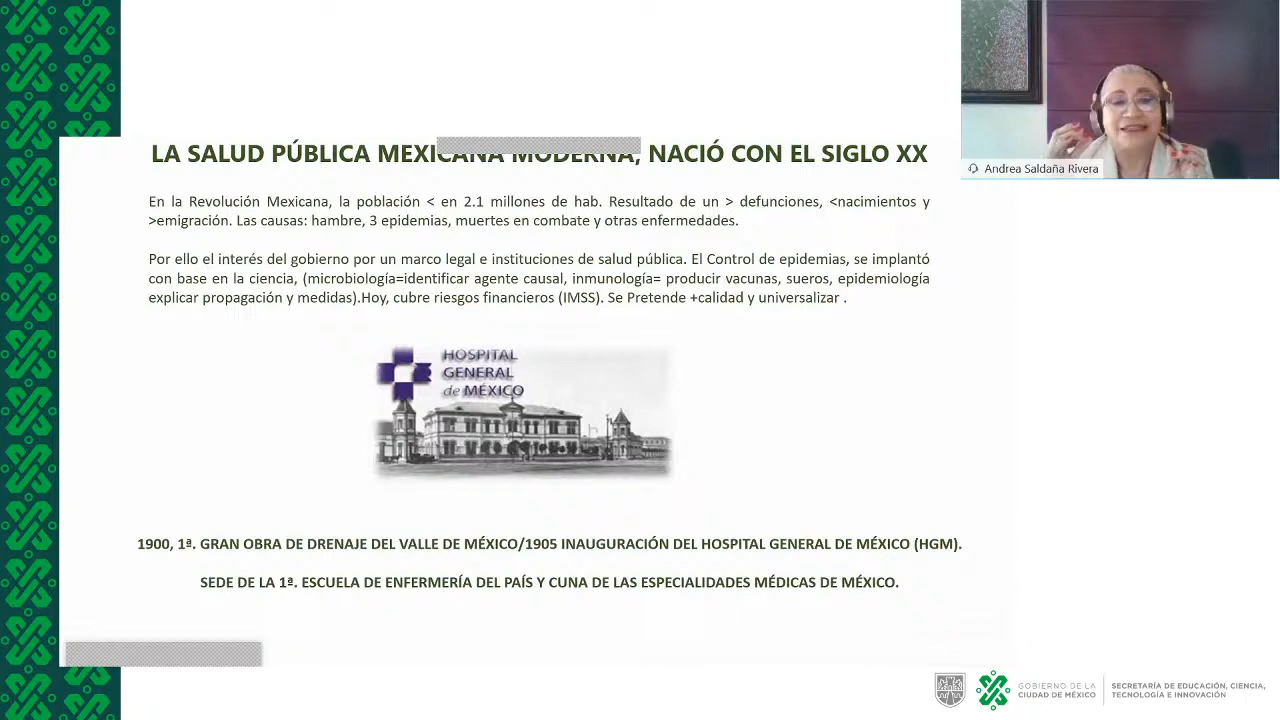 LA SALUD PÚBLICA MEXICANA MODERNA, NACIÓ CON EL SIGLO XX
Andrea Saldaña Rivera
En la Revolución Mexicana, la población < en 2.1 millones de hab. Resultado de un > defunciones, <nacimientos y
>emigración. Las causas: hambre, 3 epidemias, muertes en combate y otras enfermedades.
Por ello el interés del gobierno por un marco legal e instituciones de salud pública. El Control de epidemias, se implantó
con base en la ciencia, (microbiología=identificar agente causal, inmunología= producir vacunas, sueros, epidemiología
explicar propagación y medidas).Hoy, cubre riesgos financieros (IMSS). Se Pretende +calidad y universalizar .
HOSPITAL
GENERAL
de MÉXICO
1900, 1ª. GRAN OBRA DE DRENAJE DEL VALLE DE MÉXICO/1905 INAUGURACIÓN DEL HOSPITAL GENERAL DE MÉXICO (HGM).
SEDE DE LA 1ª. ESCUELA DE ENFERMERÍA DEL PAÍS Y CUNA DE LAS ESPECIALIDADES MÉDICAS DE MÉXICO.
GOBIERNO DE LA
CIUDAD DE MÉXICO
SECRETARÍA DE EDUCACIÓN, CIENCIA,
TECNOLOGÍA E INNOVACIÓN